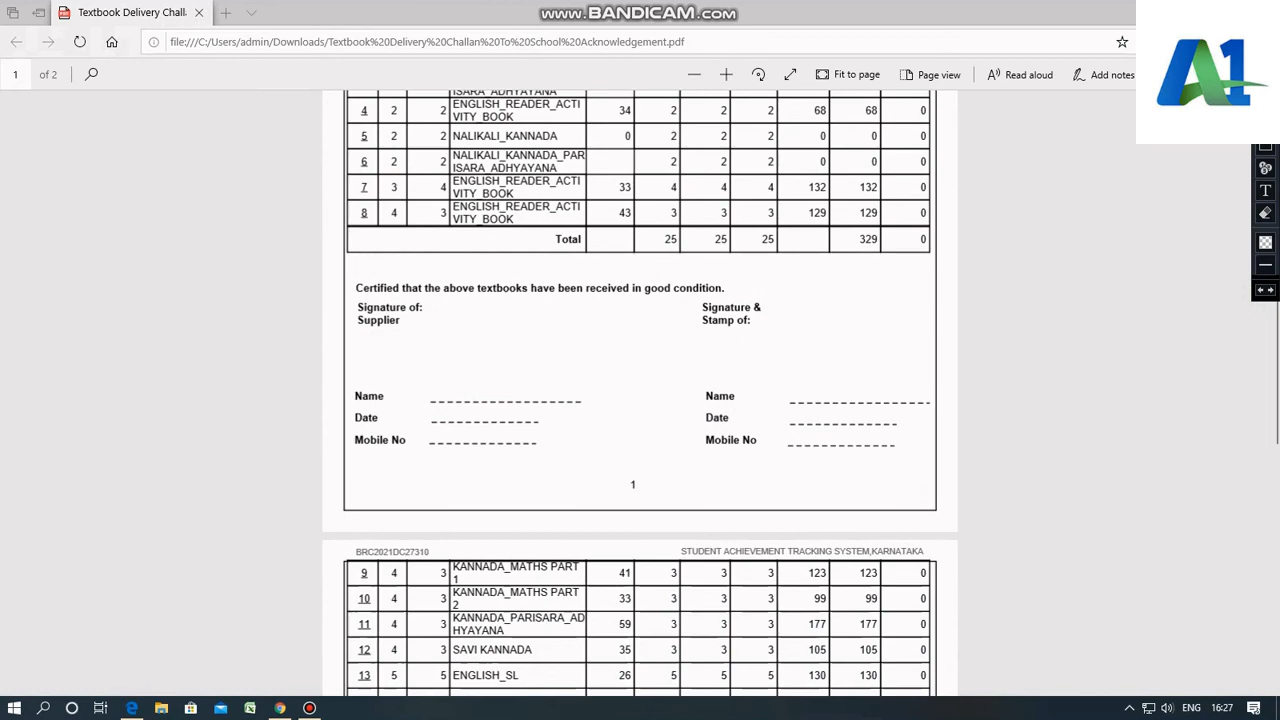 Textbook Delivery Challa
www.BANDICAM.com
file:///C:/Users/admin/Downloads/Textbook%20Delivery%20Challan%20To%20School%20Acknowledgement.pdf
1 of 2 Fit to page Page view Read aloud Add notes
A1
ISARA_ADHYAYANA
4 2 2 ENGLISH_READER_ACTI 34 2 2 2 68 68 0
VITY_BOOK
5 2 2 NALIKALI_KANNADA 0 2 2 2 0 0 0
6 2 2 NALIKALI_KANNADA_PAR 2 2 2 0 0 0
ISARA_ADHYAYANA
7 3 4 ENGLISH_READER_ACTI 33 4 4 4 132 132 0
VITY_BOOK
8 4 3 ENGLISH_READER_ACTI 43 3 3 3 129 129 0
VITY_BOOK
Total 25 25 25 329 0
Certified that the above textbooks have been received in good condition.
Signature of: Signature &
Supplier Stamp of:
Name Name
Date Date
Mobile No Mobile No
1
BRC2021DC27310 STUDENT ACHIEVEMENT TRACKING SYSTEM,KARNATAKA
9 4 3 KANNADA_MATHS PART 41 3 3 3 123 123 0
1
10 4 3 KANNADA_MATHS PART 33 3 3 3 99 99 0
2
11 4 3 KANNADA_PARISARA_AD 59 3 3 3 177 177 0
HYAYANA
12 4 3 SAVI KANNADA 35 3 3 3 105 105 0
13 5 5 ENGLISH_SL 26 5 5 5 130 130 0
ENG 16:27